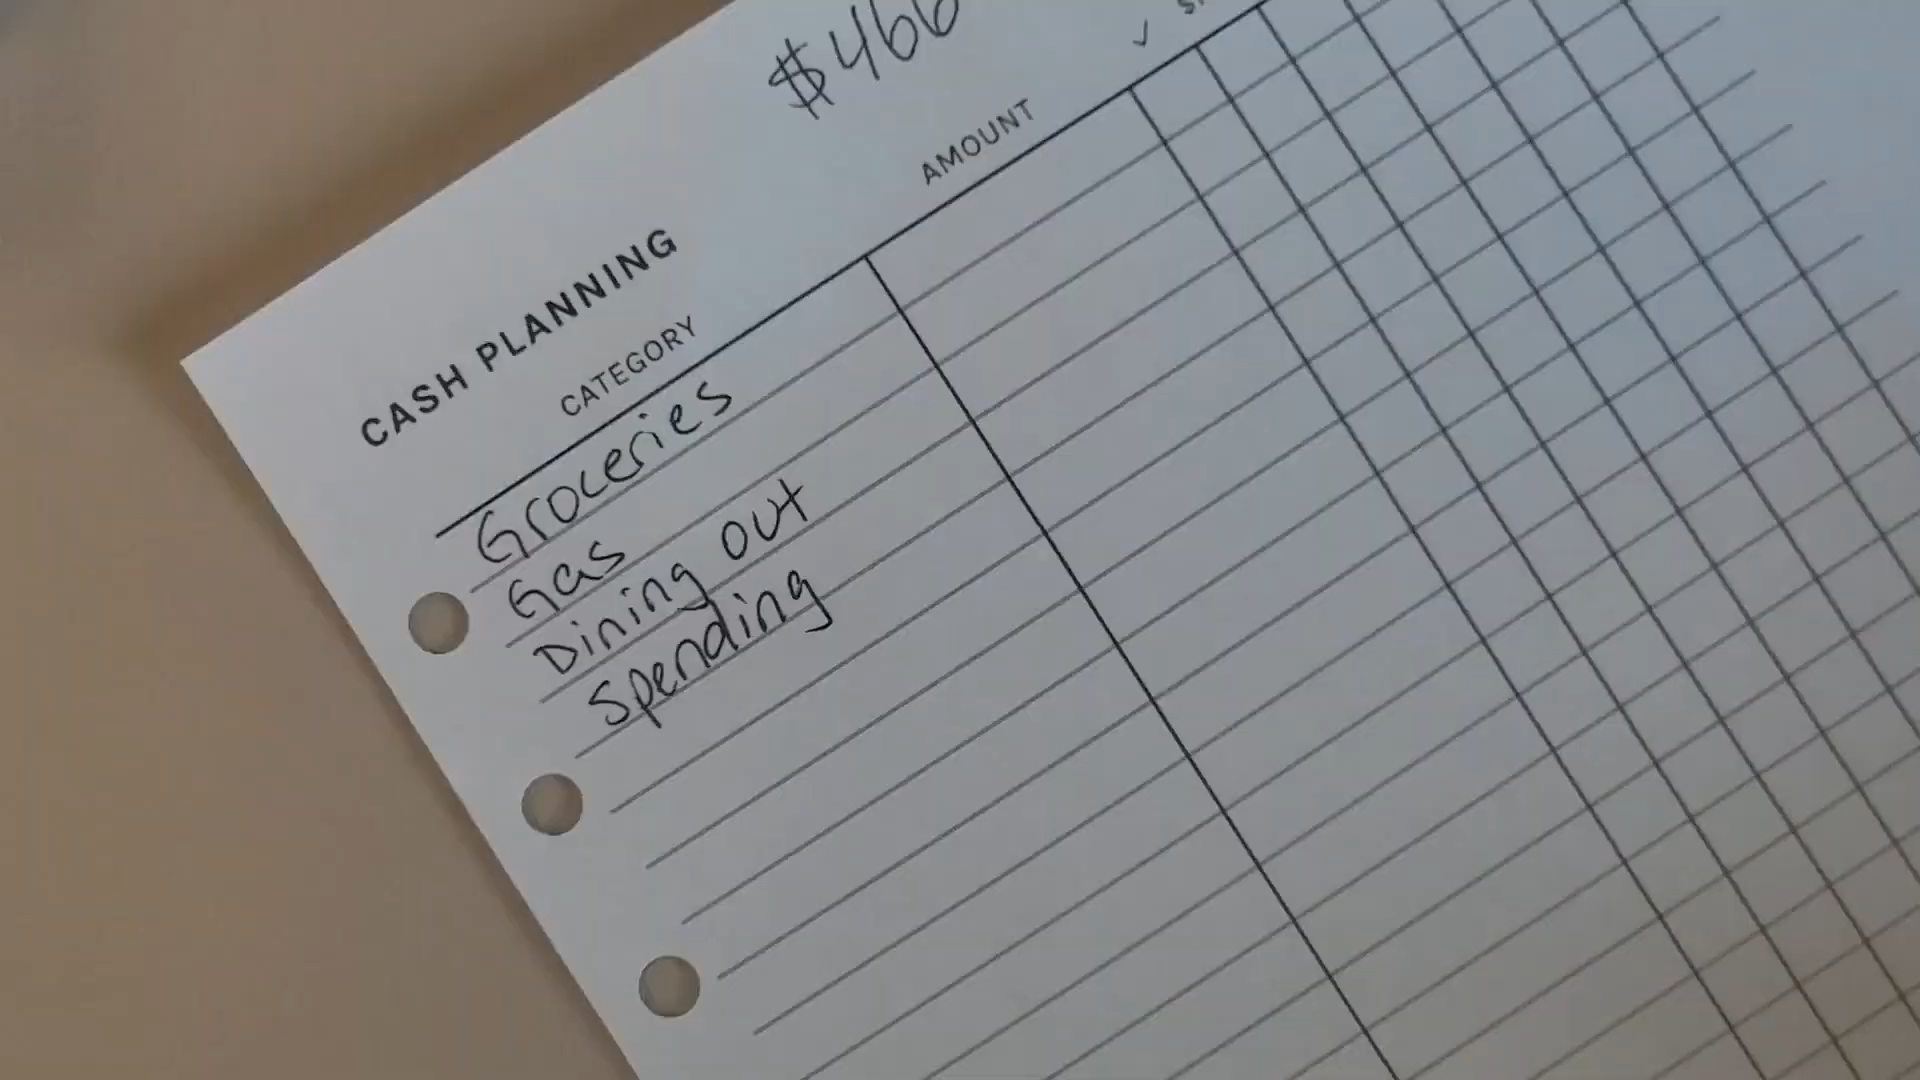 $466
CASH PLANNING
CATEGORY AMOUNT ✓
Groceries
Gas
Dining out
Spending